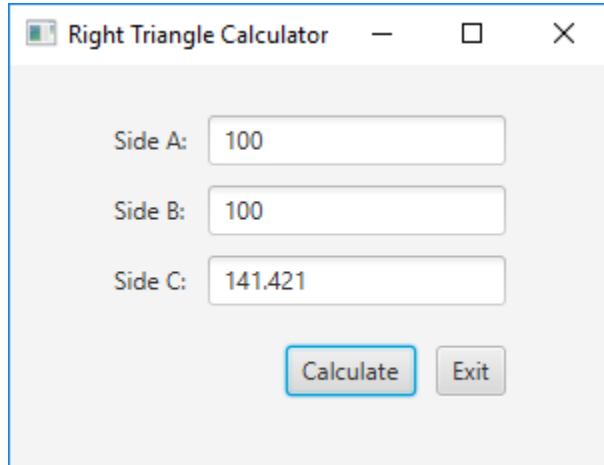 Right Triangle Calculator
Side A: 100
Side B: 100
Side C: 141.421
Calculate Exit